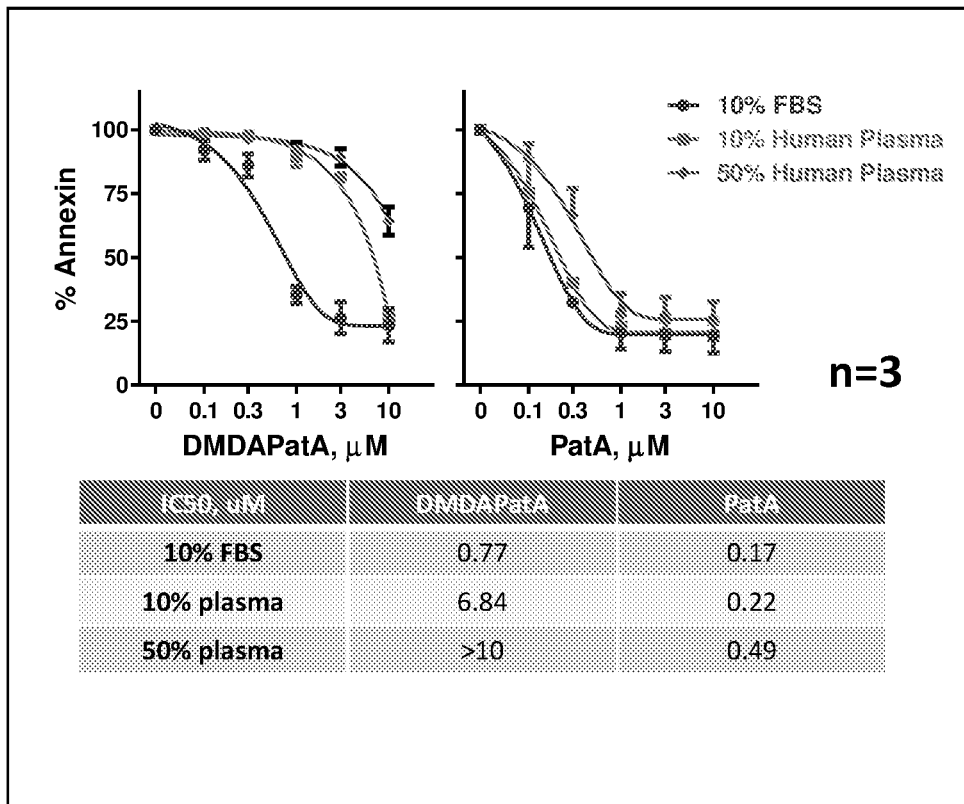 10% FBS
10% Human Plasma
50% Human Plasma
% Annexin
100
75
50
25
0
0 0.1 0.3 1 3 10
DMDAPatA, μM
0 0.1 0.3 1 3 10
PatA, μM
n=3
IC50, uM DMDAPatA PatA
10% FBS 0.77 0.17
10% plasma 6.84 0.22
50% plasma >10 0.49